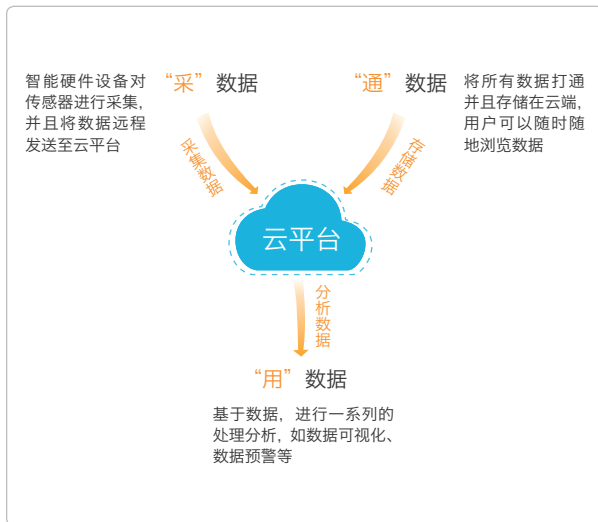 “采” 数据
智能硬件设备对
传感器进行采集，
并且将数据远程
发送至云平台
“通” 数据
将所有数据打通
并且存储在云端，
用户可以随时随
地浏览数据
采集数据
存储数据
云平台
分析数据
“用” 数据
基于数据，进行一系列的
处理分析，如数据可视化、
数据预警等